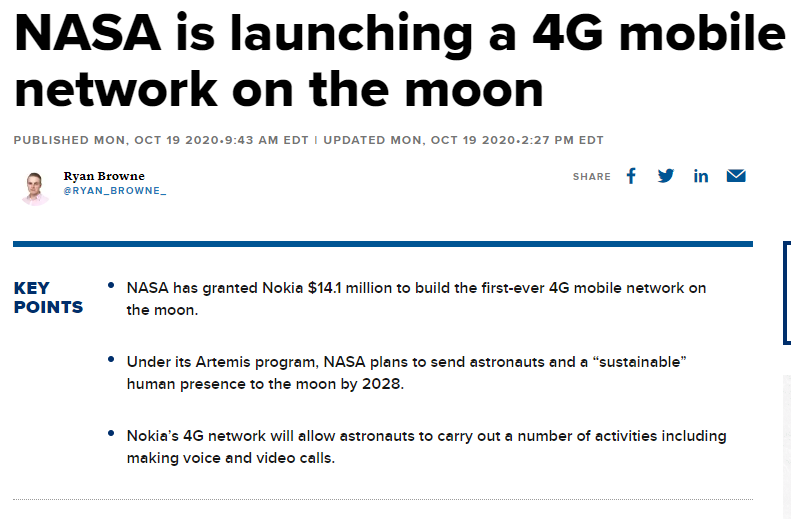 NASA is launching a 4G mobile
network on the moon
PUBLISHED MON, OCT 19 2020•9:43 AM EDT | UPDATED MON, OCT 19 2020•2:27 PM EDT
Ryan Browne
@RYAN_BROWNE_
SHARE
KEY
POINTS
• NASA has granted Nokia $14.1 million to build the first-ever 4G mobile network on
the moon.
• Under its Artemis program, NASA plans to send astronauts and a “sustainable”
human presence to the moon by 2028.
• Nokia’s 4G network will allow astronauts to carry out a number of activities including
making voice and video calls.